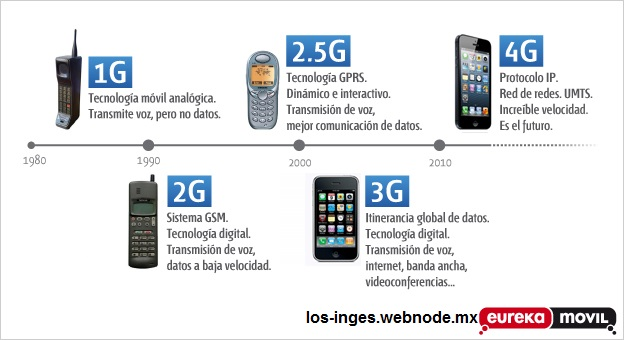 1G
Tecnología móvil analógica.
Transmite voz, pero no datos.
2.5G
Tecnología GPRS.
Dinámico e interactivo.
Transmisión de voz,
mejor comunicación de datos.
4G
Protocolo IP.
Red de redes. UMTS.
Increíble velocidad.
Es el futuro.
1980
1990
2000
2010
2G
Sistema GSM.
Tecnología digital.
Transmisión de voz,
datos a baja velocidad.
3G
Itinerancia global de datos.
Tecnología digital.
Transmisión de voz,
internet, banda ancha,
videoconferencias...
los-inges.webnode.mx
eureka MOVIL